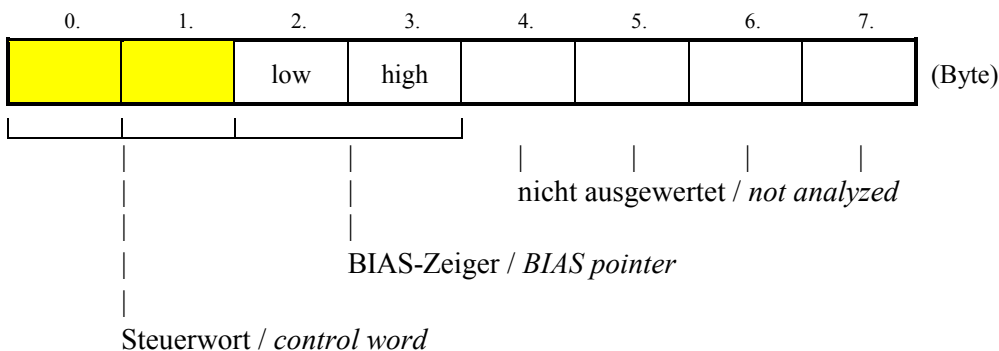 0. 1. 2. 3. 4. 5. 6. 7.
low high (Byte)
nicht ausgewertet / not analyzed
BIAS-Zeiger / BIAS pointer
Steuerwort / control word